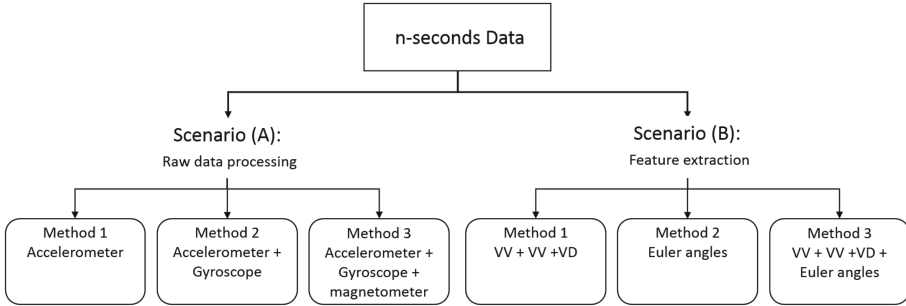 n-seconds Data
Scenario (A):
Raw data processing
Scenario (B):
Feature extraction
Method 1
Accelerometer
Method 2
Accelerometer +
Gyroscope
Method 3
Accelerometer +
Gyroscope +
magnetometer
Method 1
VV + VV +VD
Method 2
Euler angles
Method 3
VV + VV +VD +
Euler angles